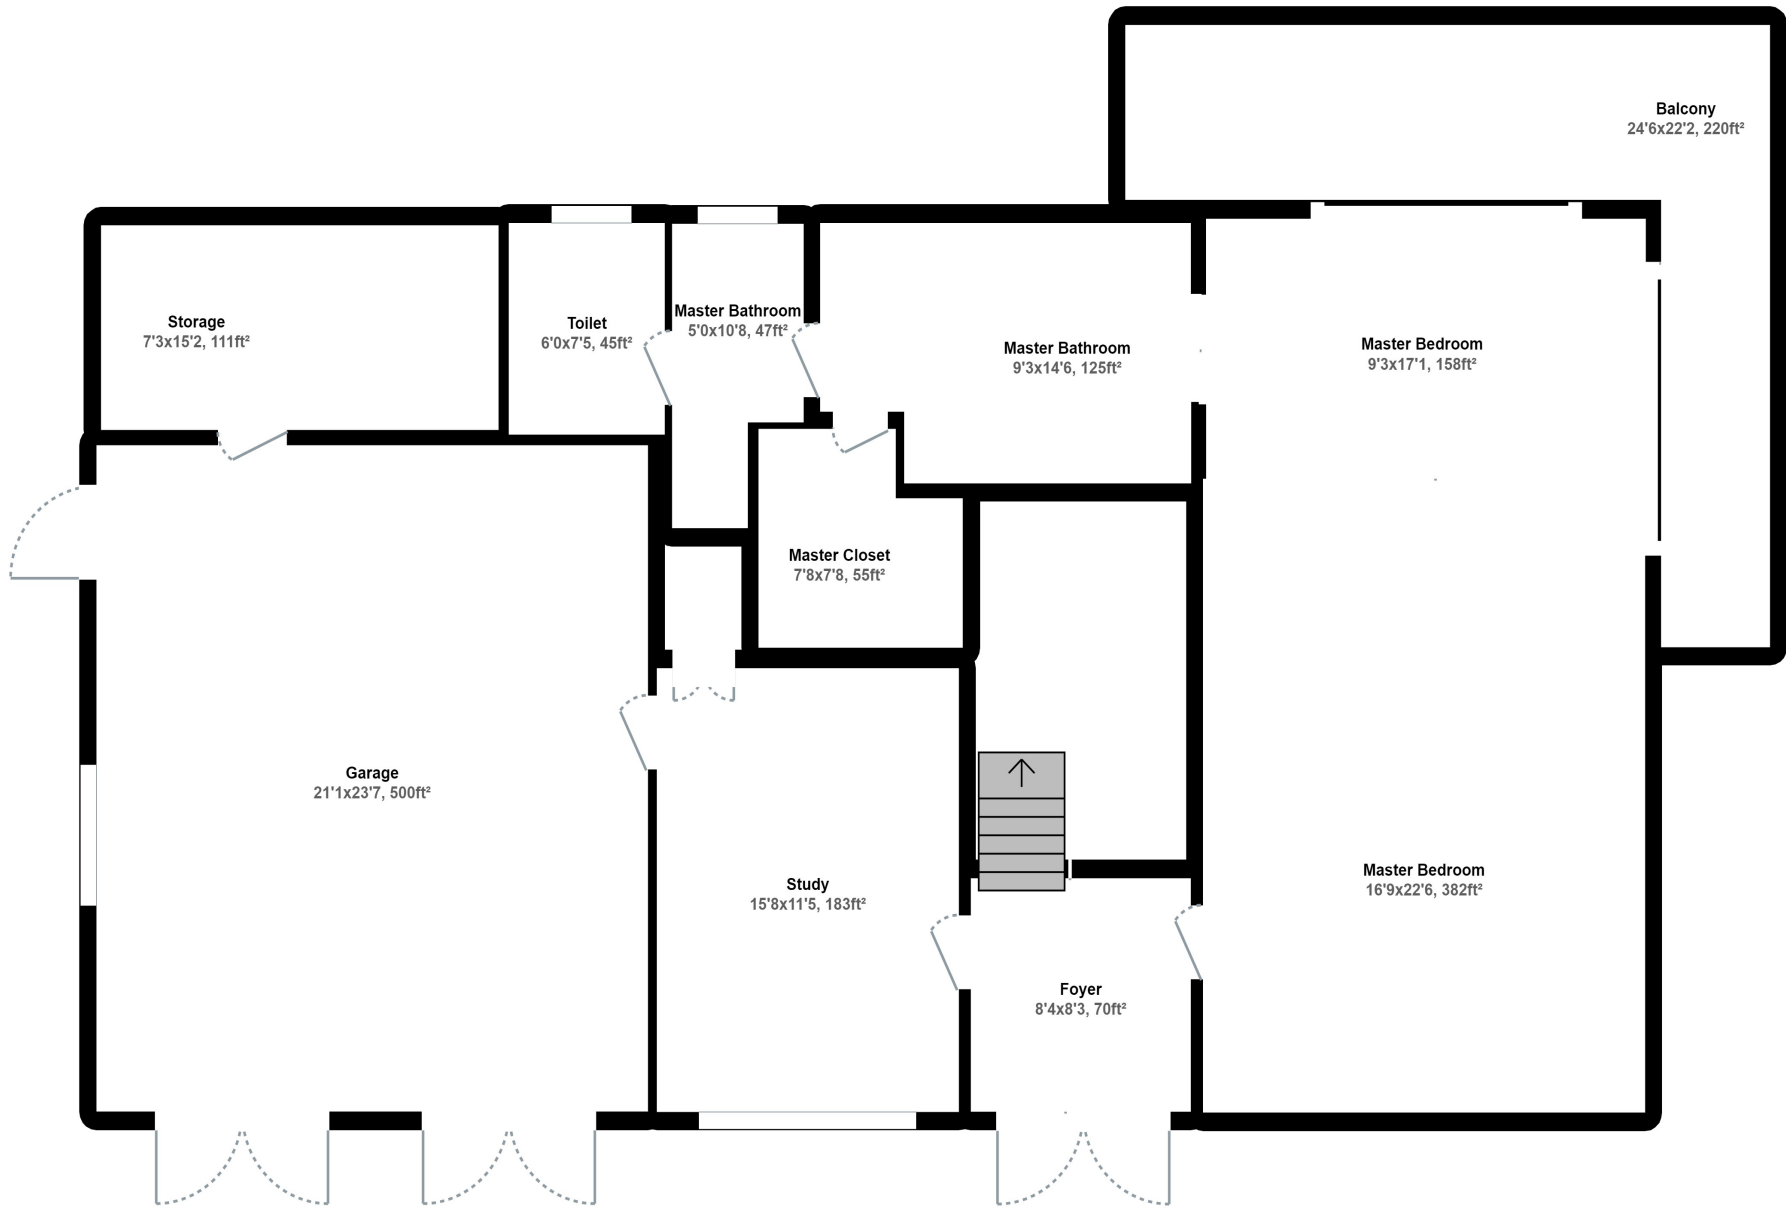 Balcony
24'6x22'2, 220ft²
Storage
7'3x15'2, 111ft²
Toilet
6'0x7'5, 45ft²
Master Bathroom
5'0x10'8, 47ft²
Master Bathroom
9'3x14'6, 125ft²
Master Bedroom
9'3x17'1, 158ft²
Master Closet
7'8x7'8, 55ft²
Garage
21'1x23'7, 500ft²
Study
15'8x11'5, 183ft²
Master Bedroom
16'9x22'6, 382ft²
Foyer
8'4x8'3, 70ft²